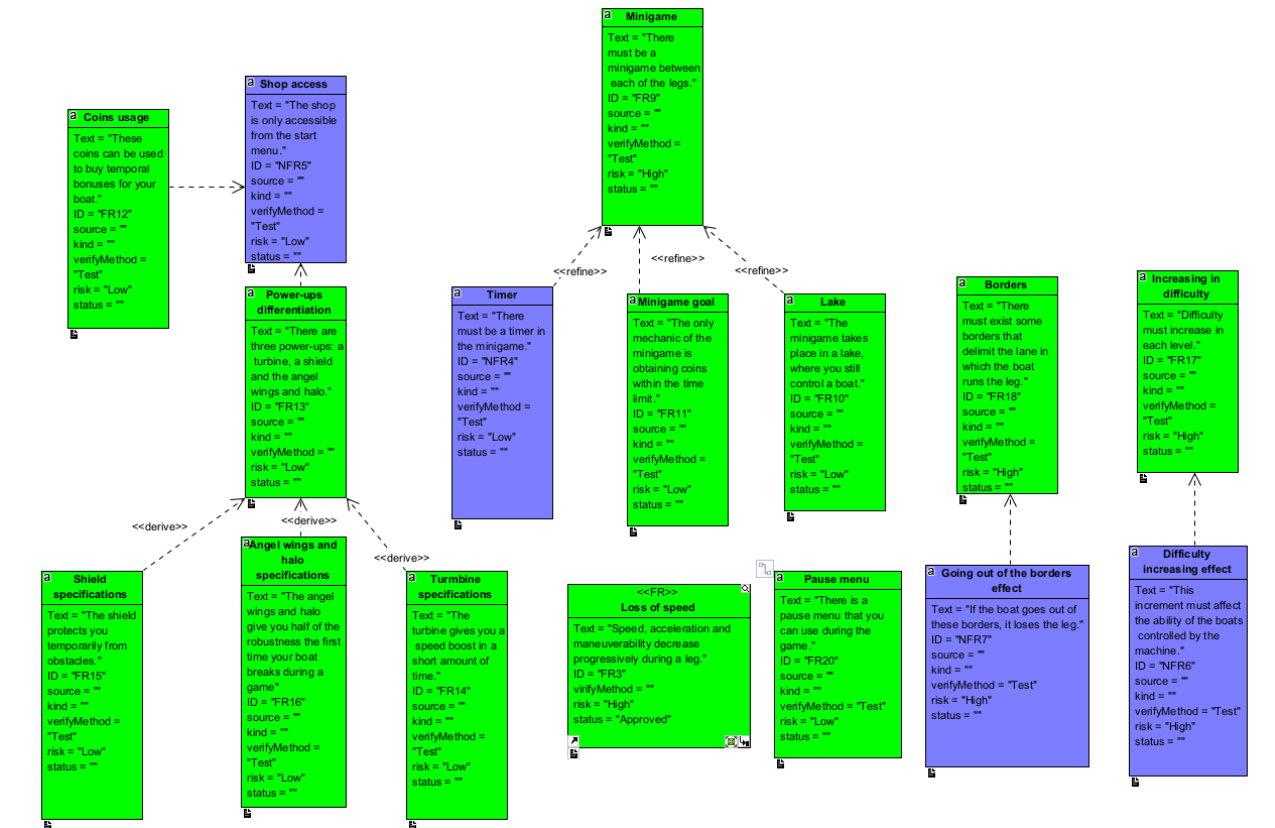 a Minigame
Text = "There
must be a
minigame between
each of the legs."
ID = "FR9"
source = ""
kind = ""
verifyMethod =
"Test"
risk = "High"
status = ""
a Shop access
Text = "The shop
is only accessible
from the start
menu."
ID = "NFR5"
source = ""
kind = ""
verifyMethod =
"Test"
risk = "Low"
status = ""
a Coins usage
Text = "These
coins can be used
to buy temporal
bonuses for your
boat."
ID = "FR12"
source = ""
kind = ""
verifyMethod =
"Test"
risk = "Low"
status = ""
<<refine>>
<<refine>>
<<refine>>
a Power-ups
differentiation
Text = "There are
three power-ups: a
turbine, a shield
and the angel
wings and halo."
ID = "FR13"
source = ""
kind = ""
verifyMethod = ""
risk = "Low"
status = ""
a Timer
Text = "There
must be a timer in
the minigame."
ID = "NFR4"
source = ""
kind = ""
verifyMethod =
"Test"
risk = "Low"
status = ""
a Minigame goal
Text = "The only
mechanic of the
minigame is
obtaining coins
within the time
limit."
ID = "FR11"
source = ""
kind = ""
verifyMethod =
"Test"
risk = "Low"
status = ""
a Lake
Text = "The
minigame takes
place in a lake,
where you still
control a boat."
ID = "FR10"
source = ""
kind = ""
verifyMethod =
"Test"
risk = "Low"
status = ""
a Borders
Text = "There
must exist some
borders that
delimit the lane in
which the boat
runs the leg."
ID = "FR18"
source = ""
kind = ""
verifyMethod =
"Test"
risk = "High"
status = ""
a Increasing in
difficulty
Text = "Difficulty
must increase in
each level."
ID = "FR17"
source = ""
kind = ""
verifyMethod =
"Test"
risk = "High"
status = ""
<<derive>>
<<derive>>
<<derive>>
a Shield
specifications
Text = "The shield
protects you
temporarily from
obstacles."
ID = "FR15"
source = ""
kind = ""
verifyMethod =
"Test"
risk = "Low"
status = ""
a Angel wings and
halo
specifications
Text = "The angel
wings and halo
give you half of the
robustness the first
time your boat
breaks during a
game"
ID = "FR16"
source = ""
kind = ""
verifyMethod =
"Test"
risk = "Low"
status = ""
a Turmbine
specifications
Text = "The
turbine gives you a
speed boost in a
short amount of
time."
ID = "FR14"
source = ""
kind = ""
verifyMethod =
"Test"
risk = "Low"
status = ""
<<FR>>
Loss of speed
Text = "Speed, acceleration and
maneuverability decrease
progressively during a leg."
ID = "FR3"
virifyMethod = ""
risk = "High"
status = "Approved"
a Pause menu
Text = "There is a
pause menu that you
can use during the
game."
ID = "FR20"
source = ""
kind = ""
verifyMethod = "Test"
risk = "Low"
status = ""
a Going out of the borders
effect
Text = "If the boat goes out of
these borders, it loses the leg."
ID = "NFR7"
source = ""
kind = ""
verifyMethod = "Test"
risk = "High"
status = ""
a Difficulty
increasing effect
Text = "This
increment must affect
the ability of the boats
controlled by the
machine."
ID = "NFR6"
source = ""
kind = ""
verifyMethod = "Test"
risk = "High"
status = ""